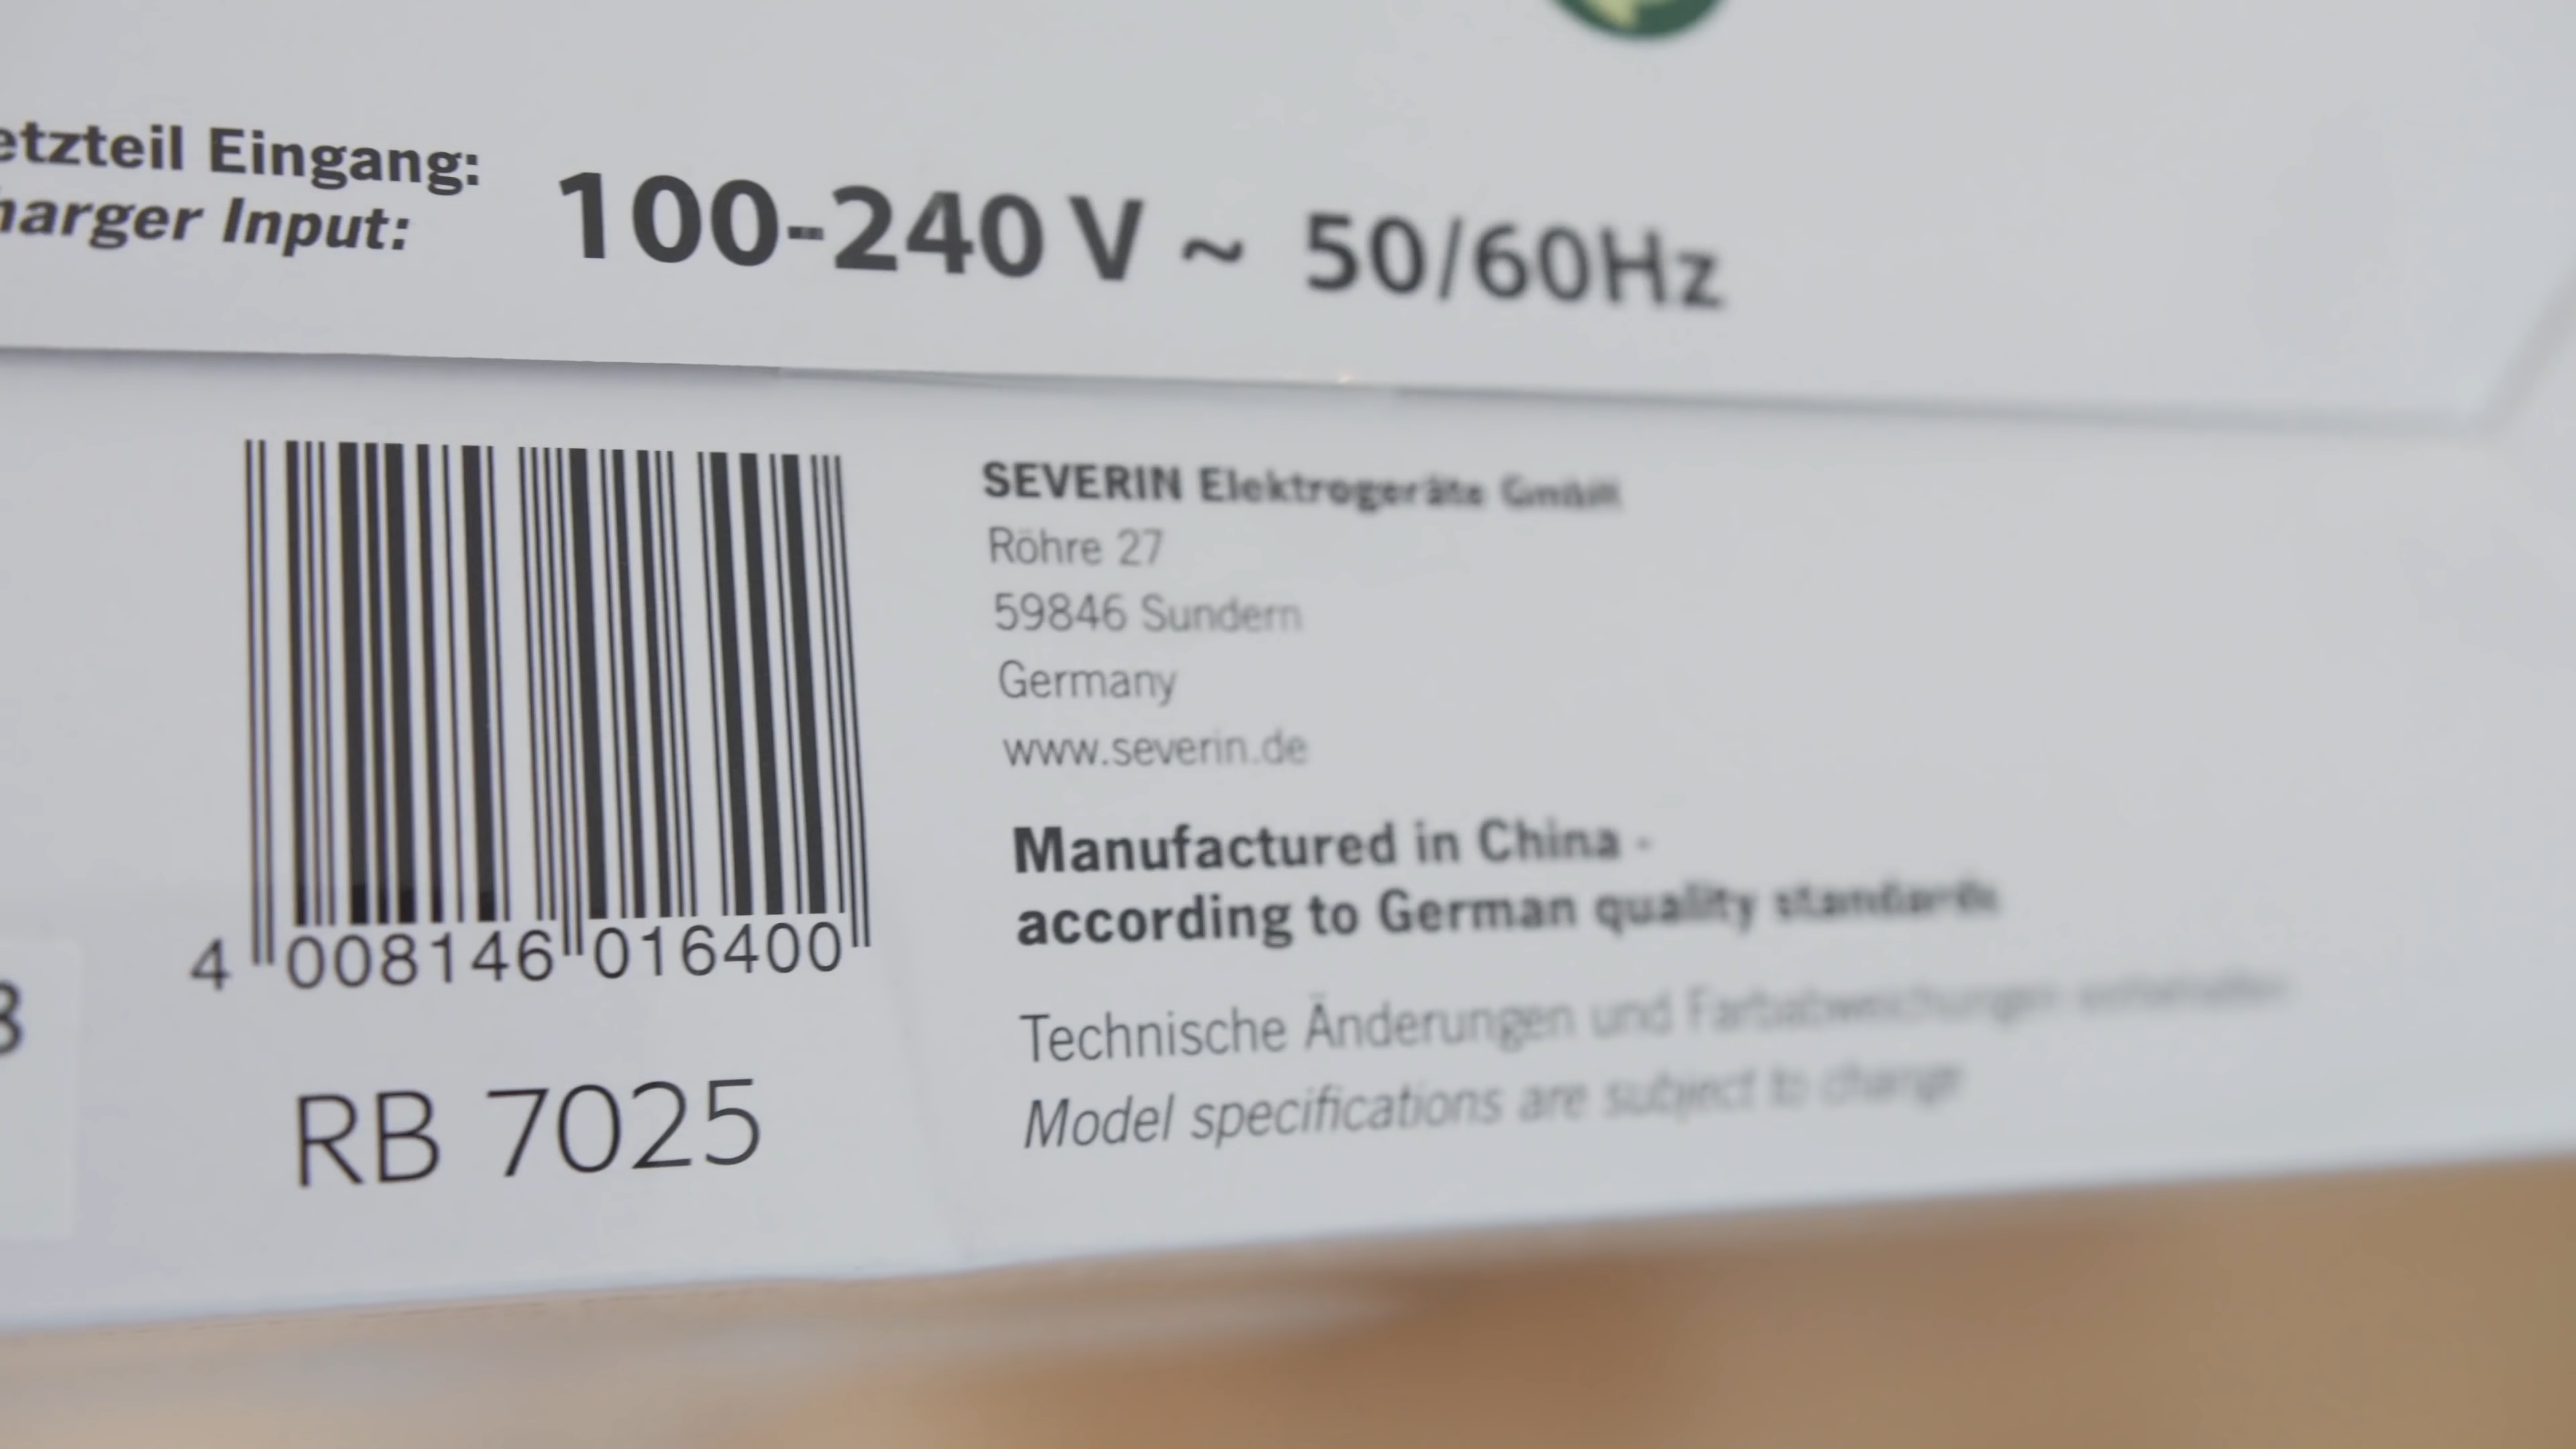 etzteil Eingang:
harger Input:
100-240 V ~ 50/60Hz
SEVERIN Elektrogeräte GmbH
Röhre 27
59846 Sundern
Germany
www.severin.de
Manufactured in China -
according to German quality standards
Technische Änderungen und Farbabweichungen
Model specifications are subject to change
4 008146 016400
RB 7025